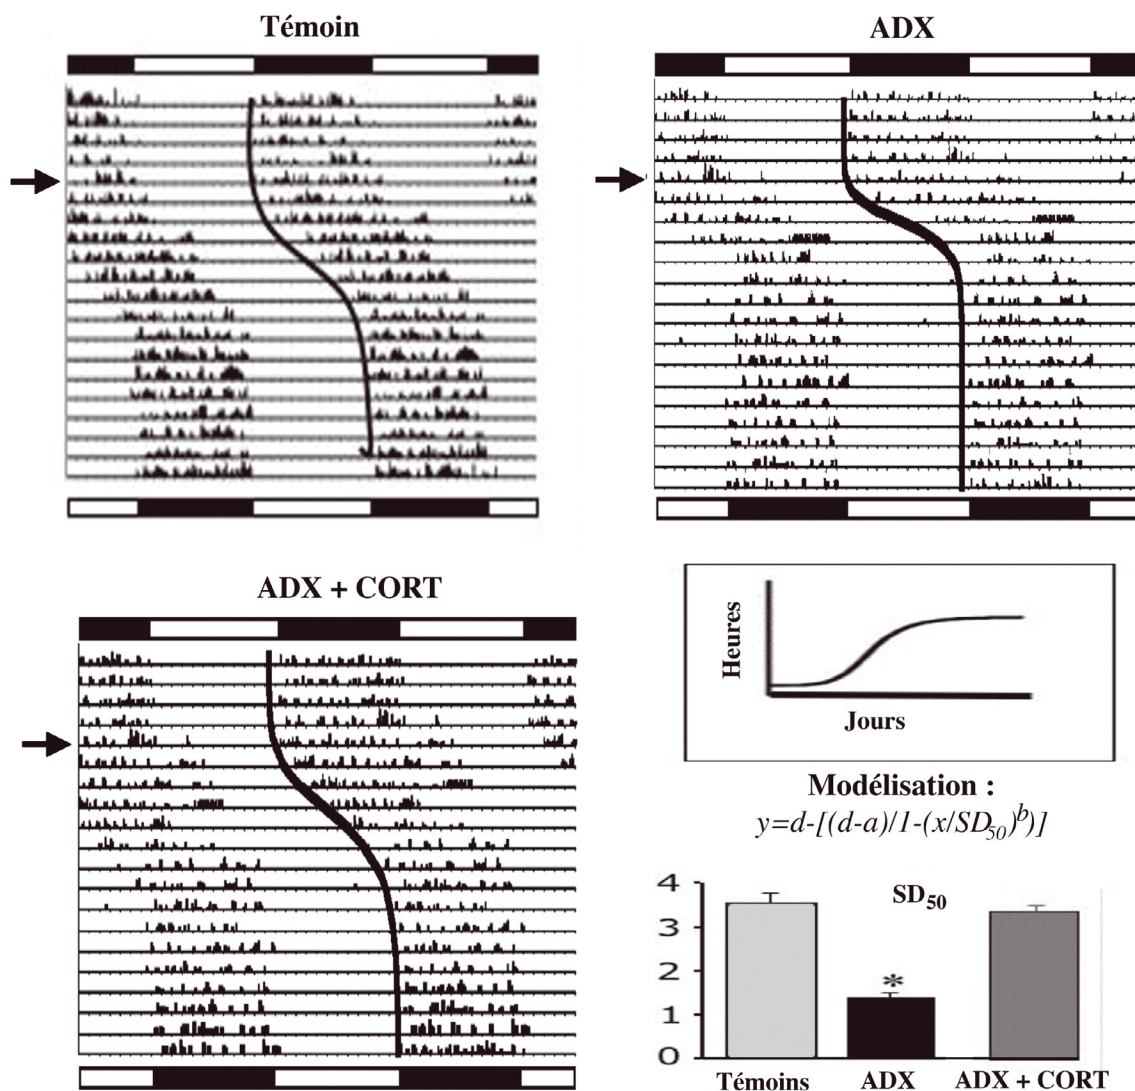 Témoin
ADX
ADX + CORT
Heures
Jours
Modélisation :
y=d-[(d-a)/1-(x/SD50)b)]
SD50
4
3
2
1
0
*
Témoins
ADX
ADX + CORT